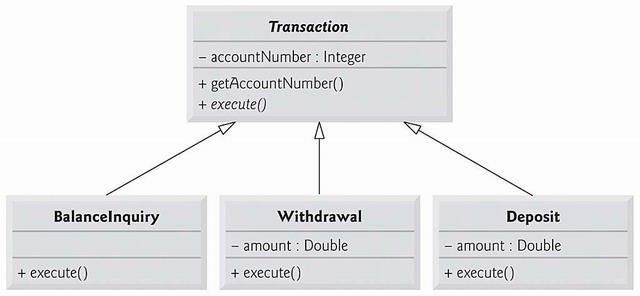 Transaction
– accountNumber : Integer
+ getAccountNumber()
+ execute()
BalanceInquiry
+ execute()
Withdrawal
– amount : Double
+ execute()
Deposit
– amount : Double
+ execute()